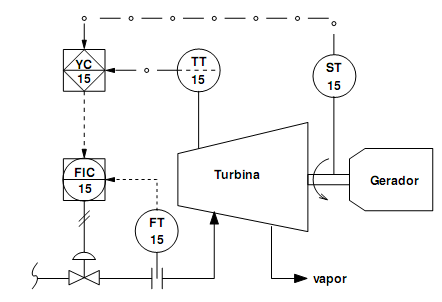 YC
15
TT
15
ST
15
FIC
15
FT
15
Turbina
Gerador
vapor